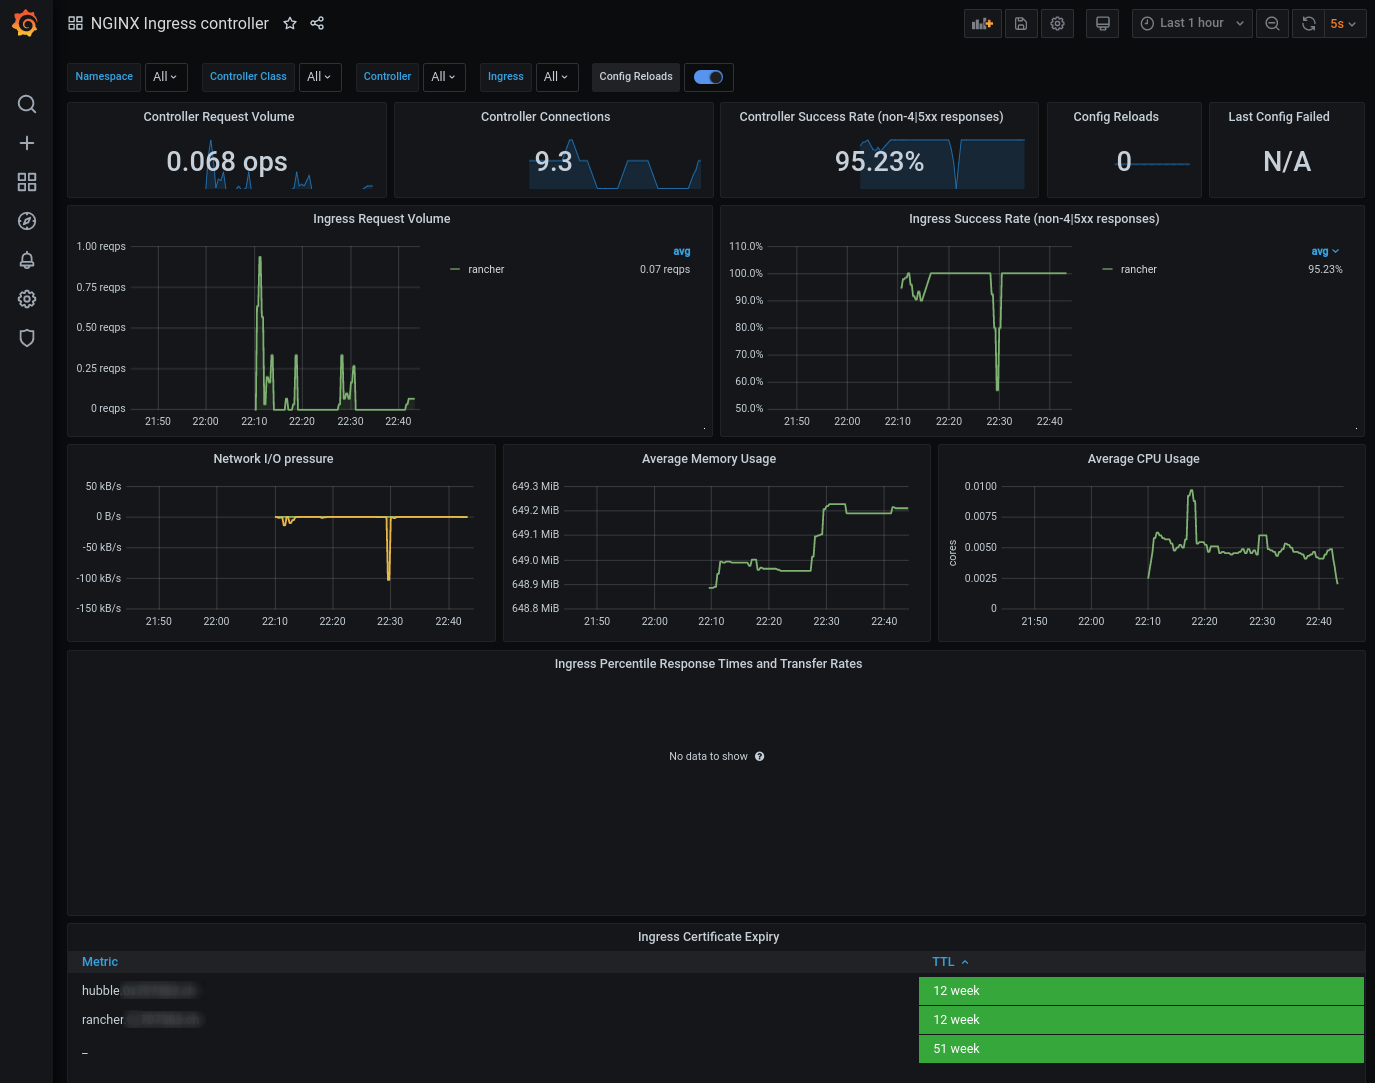 NGINX Ingress controller
Last 1 hour
5s
Namespace All Controller Class All Controller All Ingress All Config Reloads
Controller Request Volume
0.068 ops
Controller Connections
9.3
Controller Success Rate (non-4|5xx responses)
95.23%
Config Reloads
0
Last Config Failed
N/A
Ingress Request Volume
1.00 reqps
0.75 reqps
0.50 reqps
0.25 reqps
0 reqps
21:50 22:00 22:10 22:20 22:30 22:40
avg
rancher 0.07 reqps
Ingress Success Rate (non-4|5xx responses)
110.0%
100.0%
90.0%
80.0%
70.0%
60.0%
50.0%
21:50 22:00 22:10 22:20 22:30 22:40
avg
rancher 95.23%
Network I/O pressure
50 kB/s
0 B/s
-50 kB/s
-100 kB/s
-150 kB/s
21:50 22:00 22:10 22:20 22:30 22:40
Average Memory Usage
649.3 MiB
649.2 MiB
649.1 MiB
649.0 MiB
648.9 MiB
648.8 MiB
21:50 22:00 22:10 22:20 22:30 22:40
Average CPU Usage
cores
0.0100
0.0075
0.0050
0.0025
0
21:50 22:00 22:10 22:20 22:30 22:40
Ingress Percentile Response Times and Transfer Rates
No data to show
Ingress Certificate Expiry
Metric TTL
hubble 12 week
rancher 12 week
_ 51 week